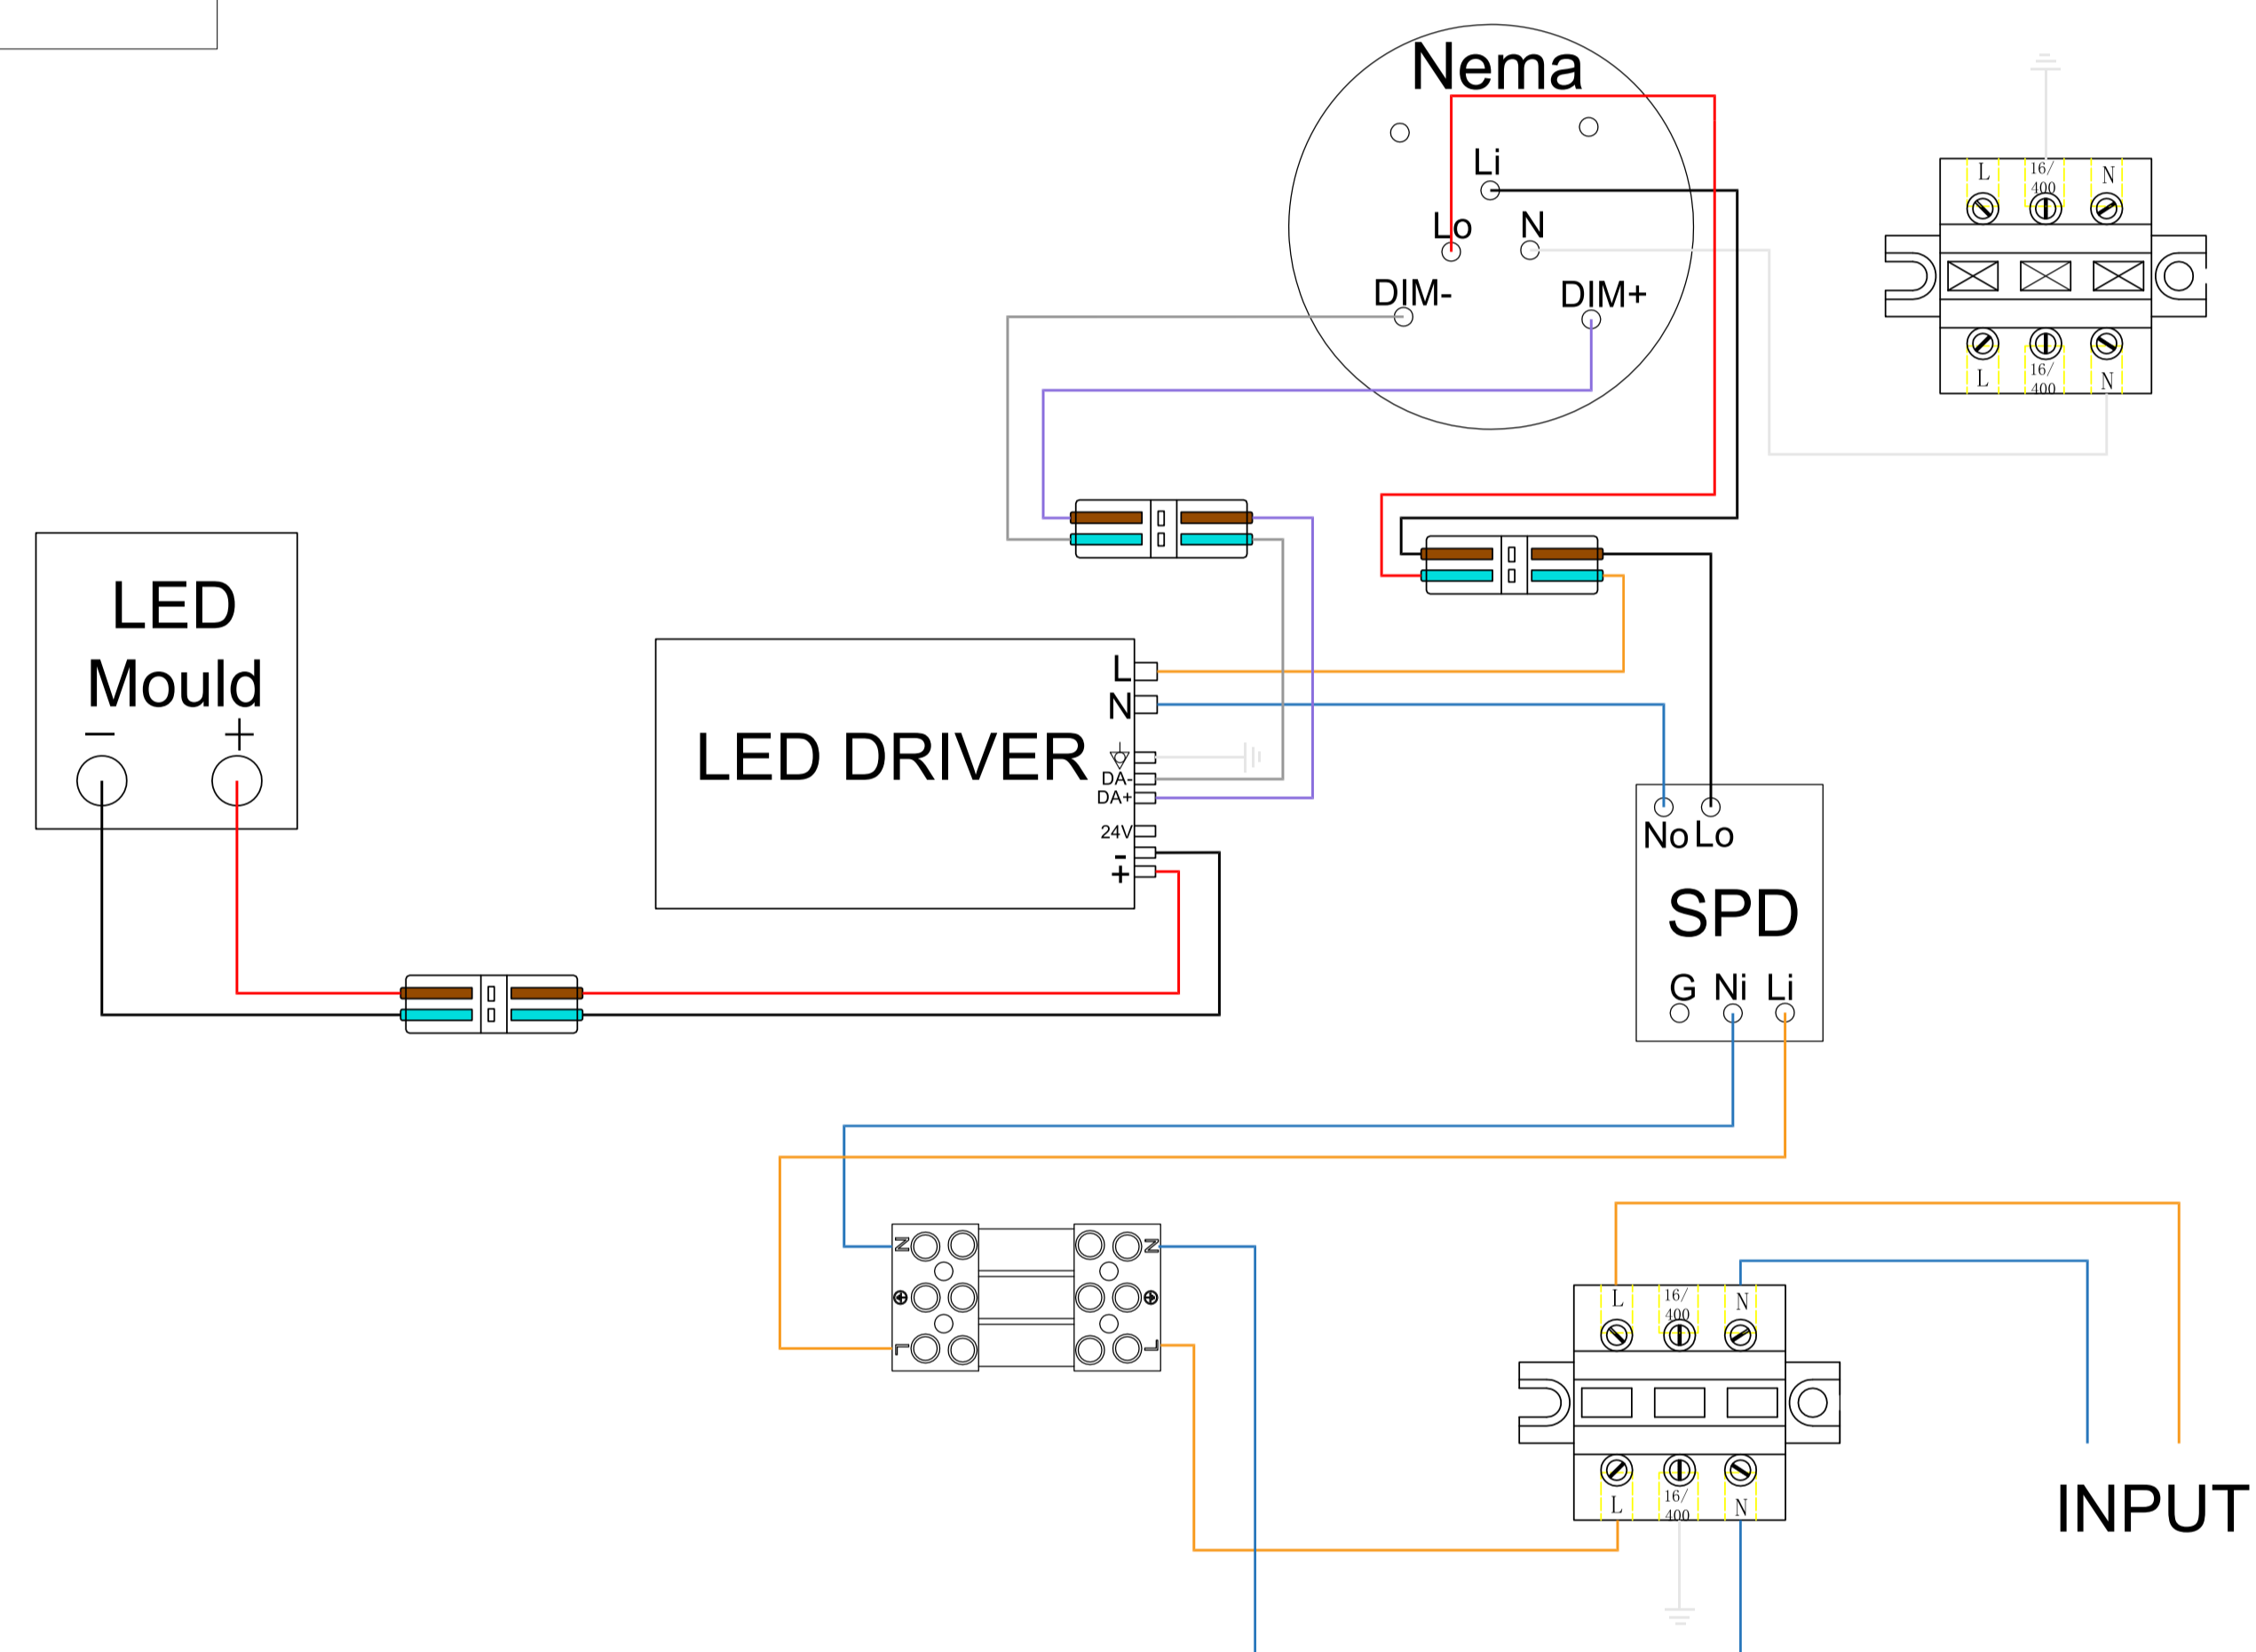 Nema
Li
Lo N
DIM- DIM+
L 16/ N
400
L 16/ N
400
LED
Mould
— +
LED DRIVER
L
N
DA-
DA+
24V
-
+
No Lo
SPD
G Ni Li
N N
L L
L 16/ N
400
L 16/ N
400
INPUT